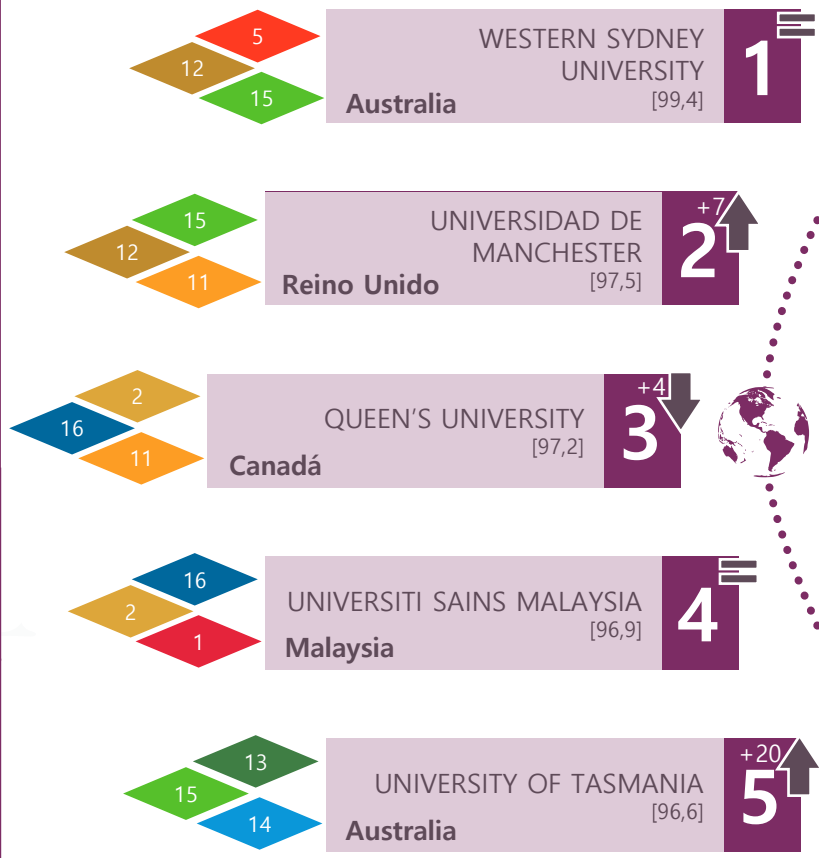 5
12
15
WESTERN SYDNEY
UNIVERSITY
[99,4]
Australia
1
15
12
11
UNIVERSIDAD DE
MANCHESTER
[97,5]
Reino Unido
+7
2
2
16
11
QUEEN’S UNIVERSITY
[97,2]
Canadá
+4
3
16
2
1
UNIVERSITI SAINS MALAYSIA
[96,9]
Malaysia
4
13
15
14
UNIVERSITY OF TASMANIA
[96,6]
Australia
+20
5